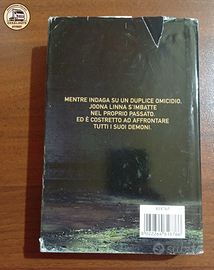 MENTRE INDAGA SU UN DUPLICE OMICIDIO,
JOONA LINNA S'IMBATTE
NEL PROPRIO PASSATO.
ED È COSTRETTO AD AFFRONTARE
TUTTI I SUOI DEMONI.
Subito